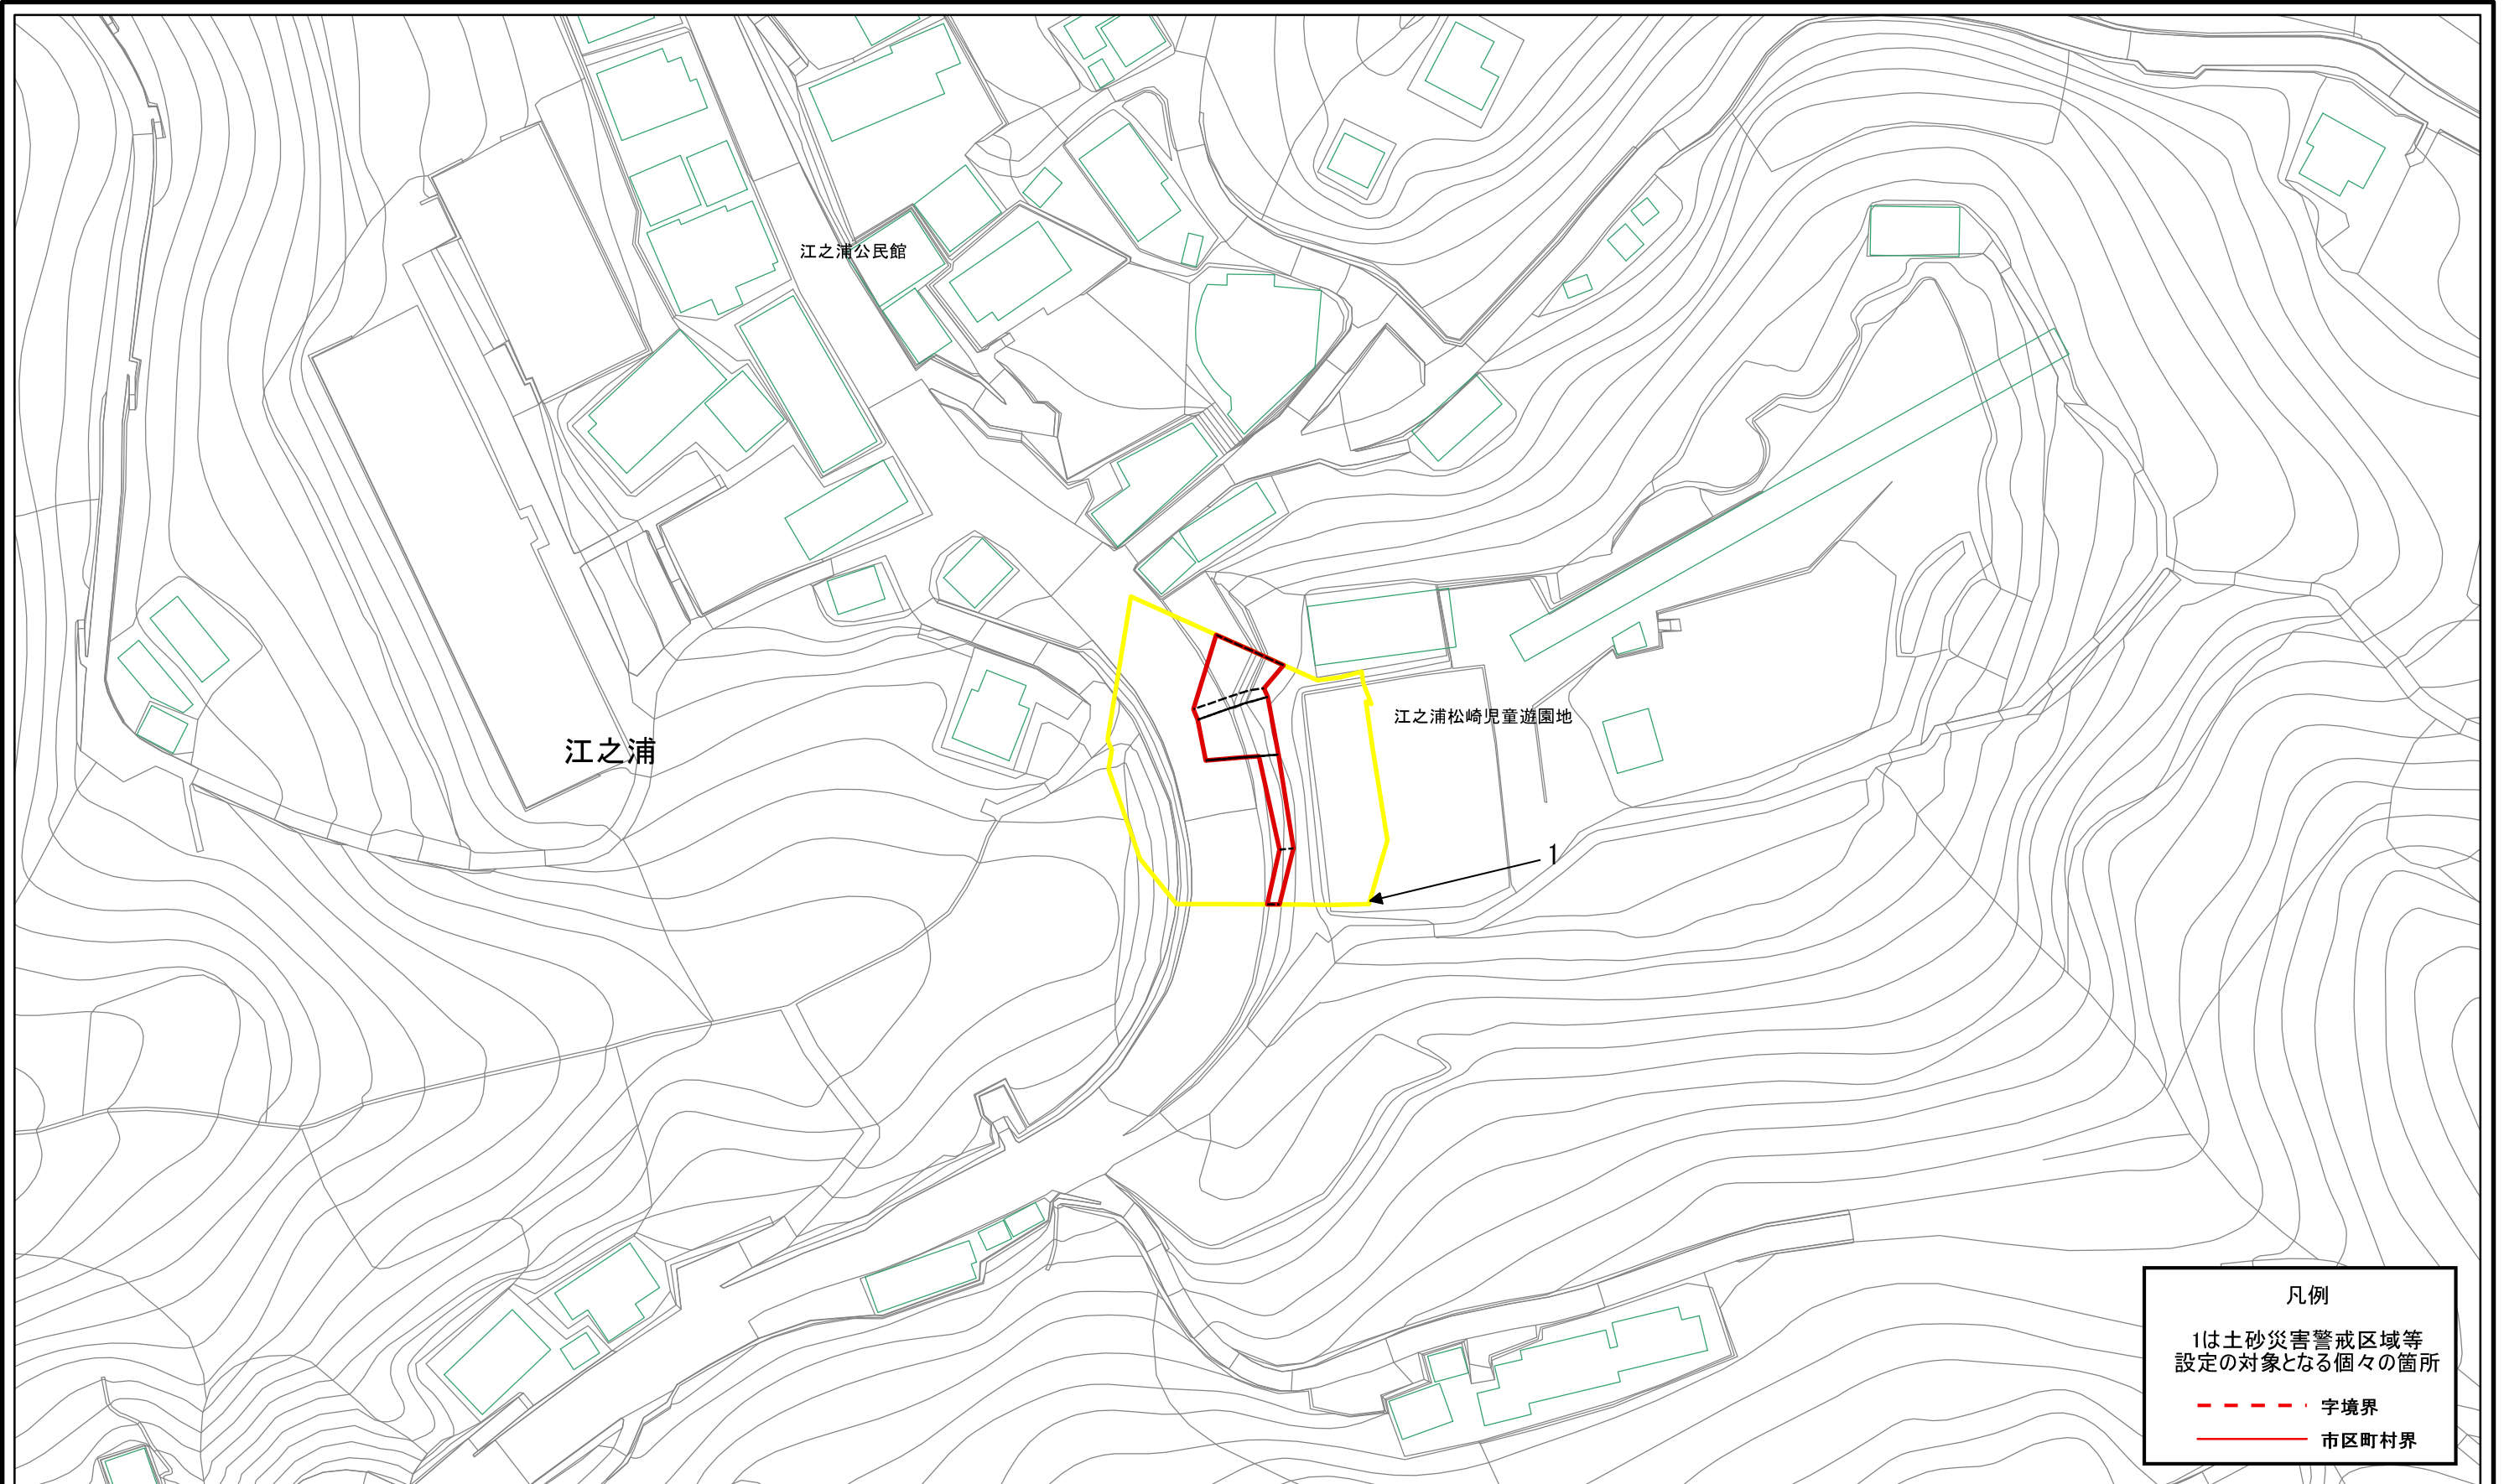 江之浦公民館
江之浦松崎児童遊園地
江之浦
1
凡例
1は土砂災害警戒区域等
設定の対象となる個々の箇所
字境界
市区町村界